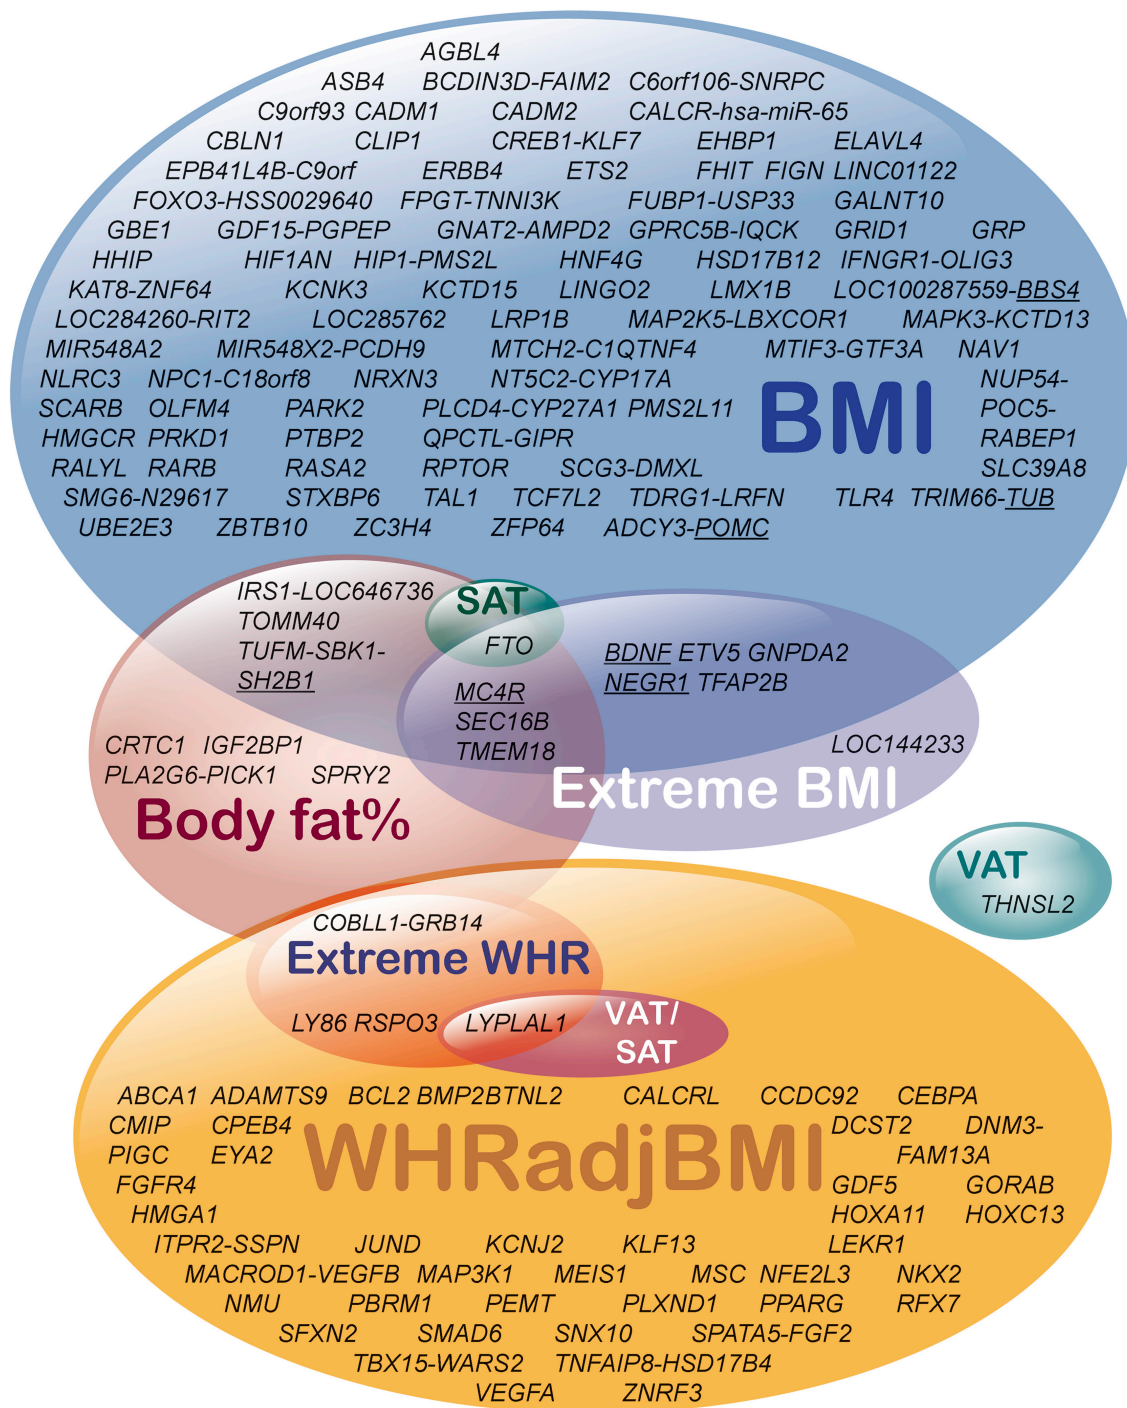 AGBL4
ASB4 BCDIN3D-FAIM2 C6orf106-SNRPC
C9orf93 CADM1 CADM2 CALCR-hsa-miR-65
CBLN1 CLIP1 CREB1-KLF7 EHBP1 ELAVL4
EPB41L4B-C9orf ERBB4 ETS2 FHIT FIGN LINC01122
FOXO3-HSS0029640 FPGT-TNNI3K FUBP1-USP33 GALNT10
GBE1 GDF15-PGPEP GNAT2-AMPD2 GPRC5B-IQCK GRID1 GRP
HHIP HIF1AN HIP1-PMS2L HNF4G HSD17B12 IFNGR1-OLIG3
KAT8-ZNF64 KCNK3 KCTD15 LINGO2 LMX1B LOC100287559-BBS4
LOC284260-RIT2 LOC285762 LRP1B MAP2K5-LBXCOR1 MAPK3-KCTD13
MIR548A2 MIR548X2-PCDH9 MTCH2-C1QTNF4 MTIF3-GTF3A NAV1
NLRC3 NPC1-C18orf8 NRXN3 NT5C2-CYP17A NUP54-
SCARB OLFM4 PARK2 PLCD4-CYP27A1 PMS2L11 POC5-
HMGCR PRKD1 PTBP2 QPCTL-GIPR RABEP1
BMI
RALYL RARB RASA2 RPTOR SCG3-DMXL SLC39A8
SMG6-N29617 STXBP6 TAL1 TCF7L2 TDRG1-LRFN TLR4 TRIM66-TUB
UBE2E3 ZBTB10 ZC3H4 ZFP64 ADCY3-POMC
IRS1-LOC646736
TOMM40
TUFM-SBK1-
SH2B1
SAT
FTO
BDNF ETV5 GNPDA2
NEGR1 TFAP2B
MC4R
SEC16B
TMEM18
CRTC1 IGF2BP1
PLA2G6-PICK1 SPRY2
Body fat%
LOC144233
Extreme BMI
VAT
THNSL2
COBLL1-GRB14
Extreme WHR
LY86 RSPO3 LYPLAL1
VAT/
SAT
ABCA1 ADAMTS9 BCL2 BMP2BTNL2 CALCRL CCDC92 CEBPA
CMIP CPEB4 DCST2 DNM3-
PIGC EYA2 FAM13A
WHRadjBMI
FGFR4 GDF5 GORAB
HMGA1 HOXA11 HOXC13
ITPR2-SSPN JUND KCNJ2 KLF13 LEKR1
MACROD1-VEGFB MAP3K1 MEIS1 MSC NFE2L3 NKX2
NMU PBRM1 PEMT PLXND1 PPARG RFX7
SFXN2 SMAD6 SNX10 SPATA5-FGF2
TBX15-WARS2 TNFAIP8-HSD17B4
VEGFA ZNRF3